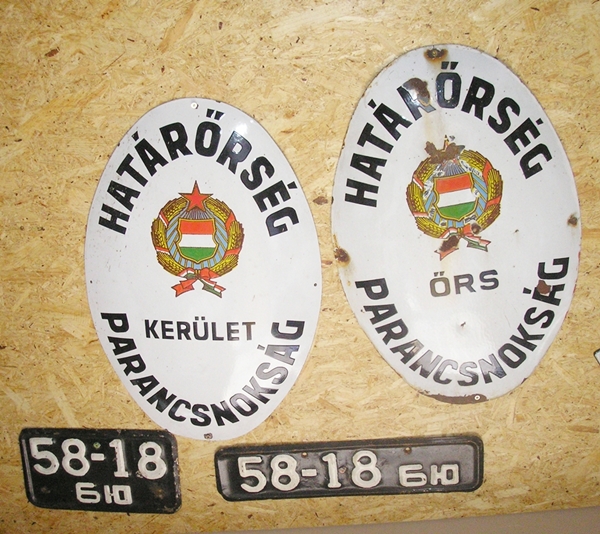 HATÁRŐRSÉG
KERÜLET
PARANCSNOKSÁG
HATÁRŐRSÉG
ŐRS
PARANCSNOKSÁG
58-18
БЮ
58-18 БЮ